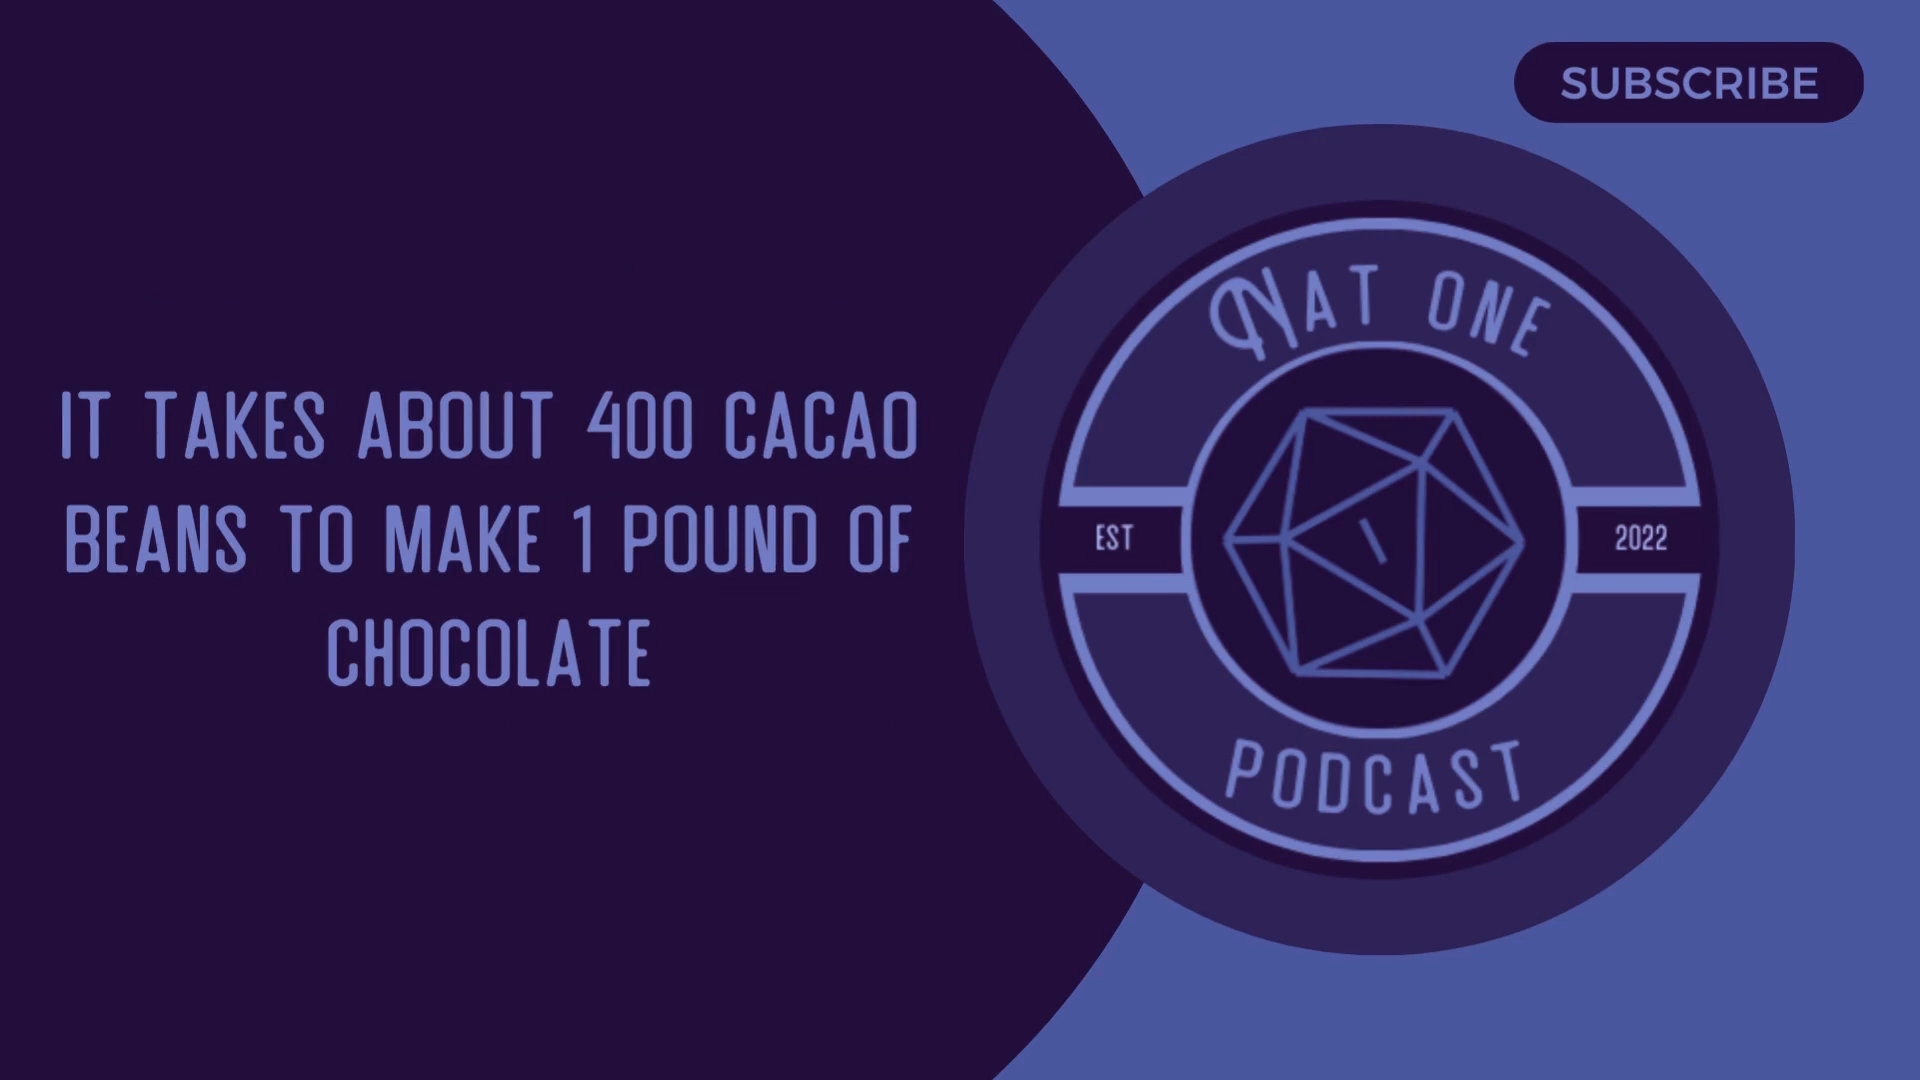 SUBSCRIBE
IT TAKES ABOUT 400 CACAO
BEANS TO MAKE 1 POUND OF
CHOCOLATE
NAT ONE
EST
1
2022
PODCAST